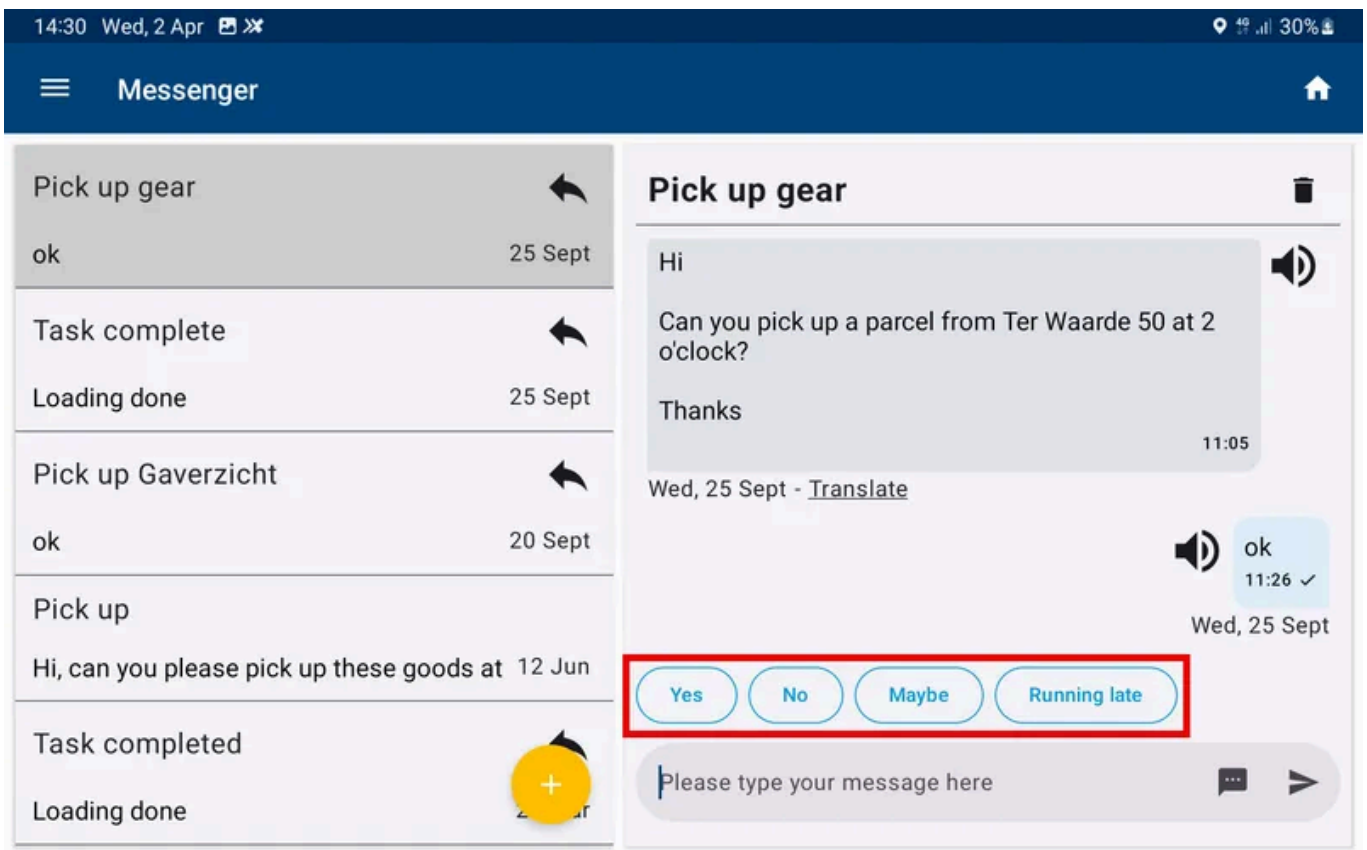 14:30 Wed, 2 Apr
4G 30%
Messenger
Pick up gear
ok 25 Sept
Task complete
Loading done 25 Sept
Pick up Gaverzicht
ok 20 Sept
Pick up
Hi, can you please pick up these goods at 12 Jun
Task completed
Loading done
Pick up gear
Hi
Can you pick up a parcel from Ter Waarde 50 at 2
o'clock?
Thanks
11:05
Wed, 25 Sept - Translate
ok
11:26
Wed, 25 Sept
Yes No Maybe Running late
Please type your message here